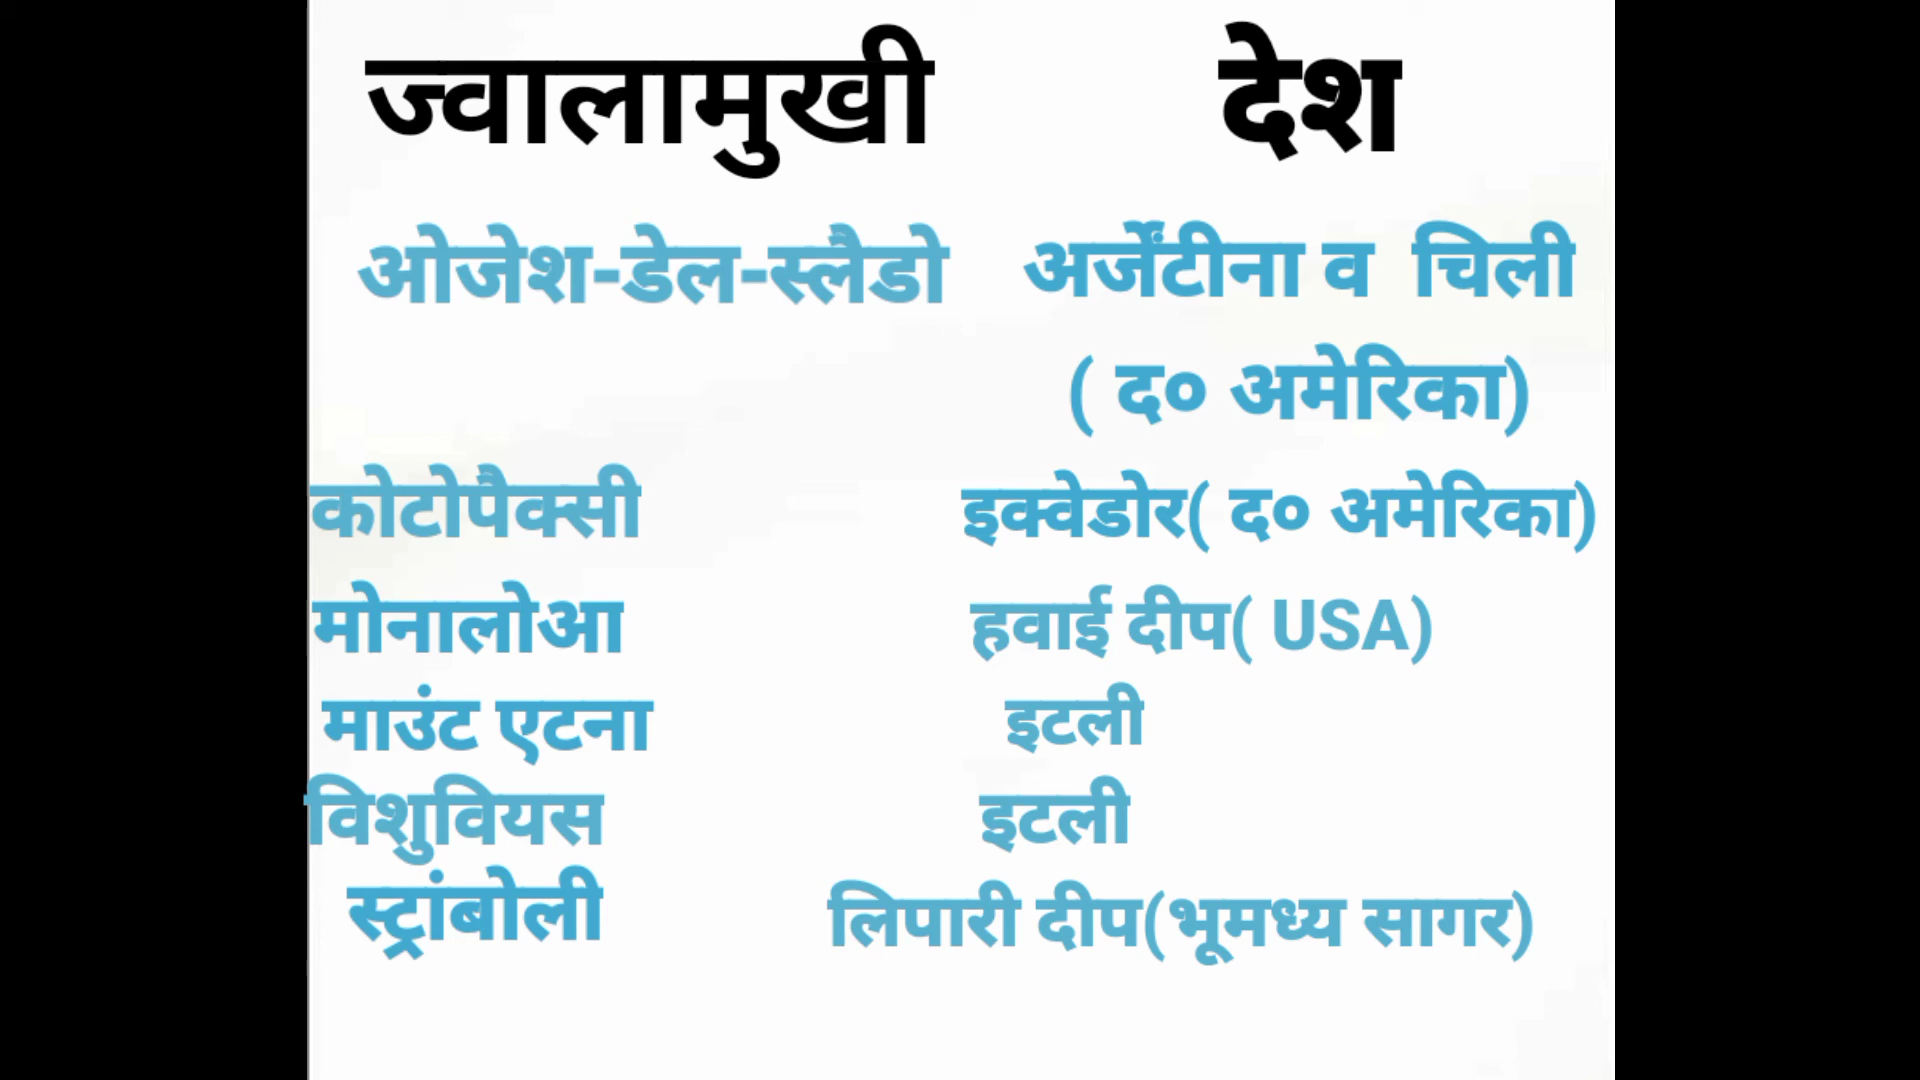 ज्वालामुखी देश
ओजेश-डेल-स्लैडो अर्जेंटीना व चिली
( द० अमेरिका)
कोटोपैक्सी इक्वेडोर( द० अमेरिका)
मोनालोआ हवाई दीप( USA)
माउंट एटना इटली
विशुवियस इटली
स्ट्रांबोली लिपारी दीप(भूमध्य सागर)